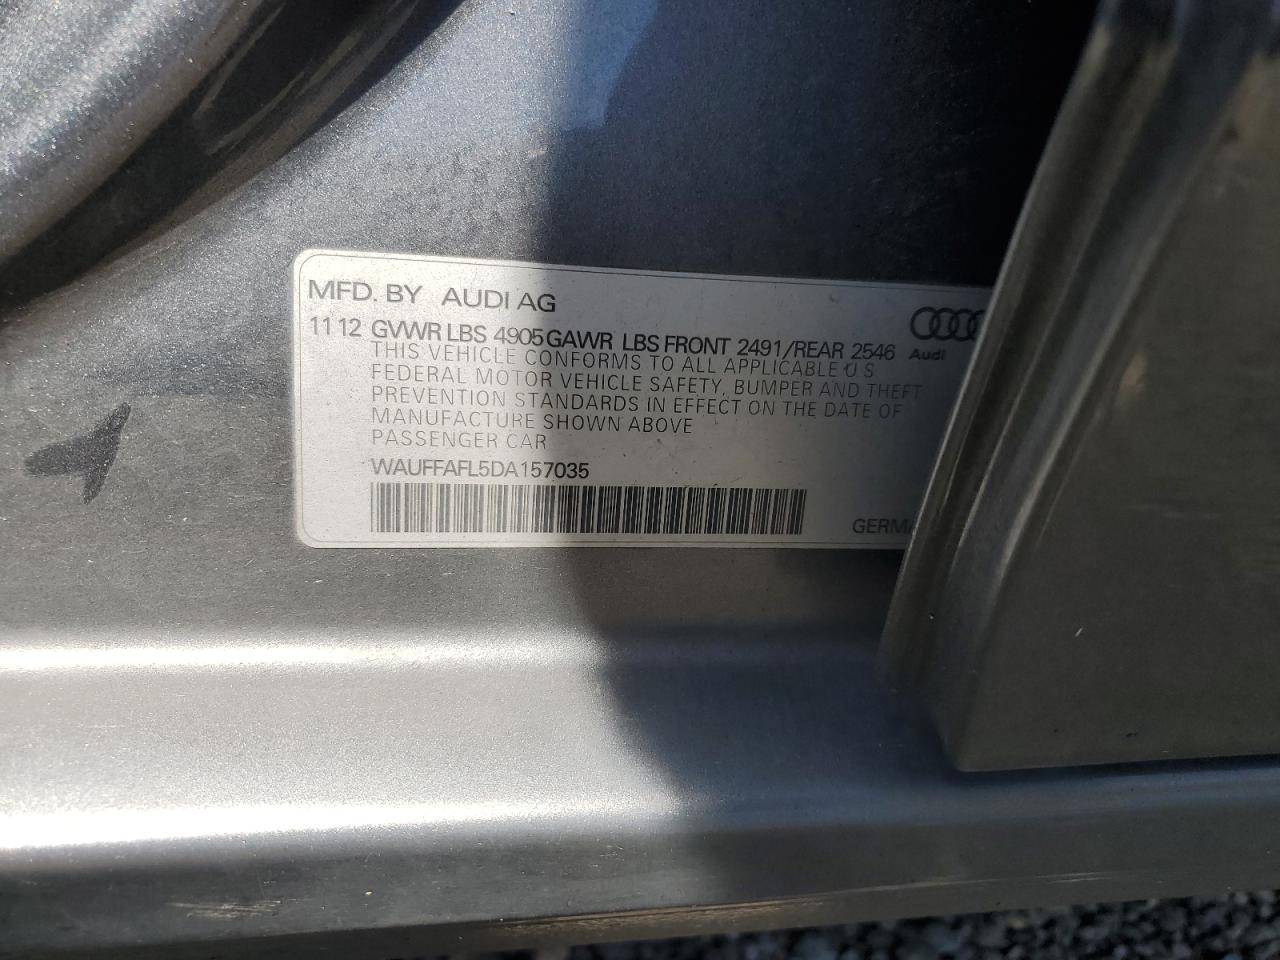 MFD. BY AUDI AG
11 12 GVWR LBS 4905 GAWR LBS FRONT 2491/REAR 2546
Audi
THIS VEHICLE CONFORMS TO ALL APPLICABLE U S
FEDERAL MOTOR VEHICLE SAFETY, BUMPER AND THEFT
PREVENTION STANDARDS IN EFFECT ON THE DATE OF
MANUFACTURE SHOWN ABOVE
PASSENGER CAR
WAUFFAFL5DA157035